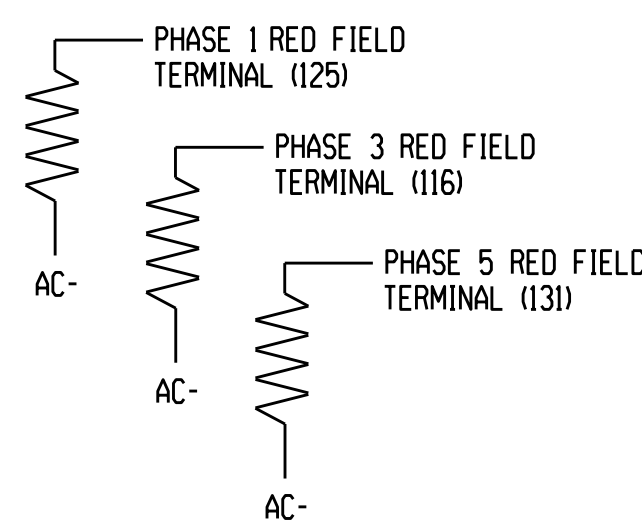 PHASE 1 RED FIELD
TERMINAL (125)
AC-
PHASE 3 RED FIELD
TERMINAL (116)
AC-
PHASE 5 RED FIELD
TERMINAL (131)
AC-